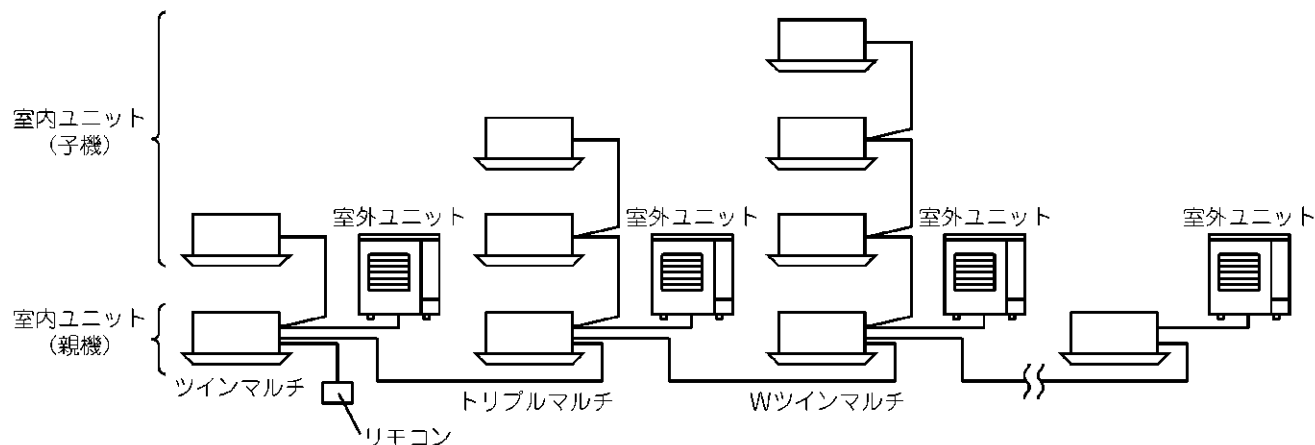 室内ユニット
（子機）
室外ユニット
室外ユニット
室外ユニット
室外ユニット
室内ユニット
（親機）
ツインマルチ
トリプルマルチ
Wツインマルチ
リモコン